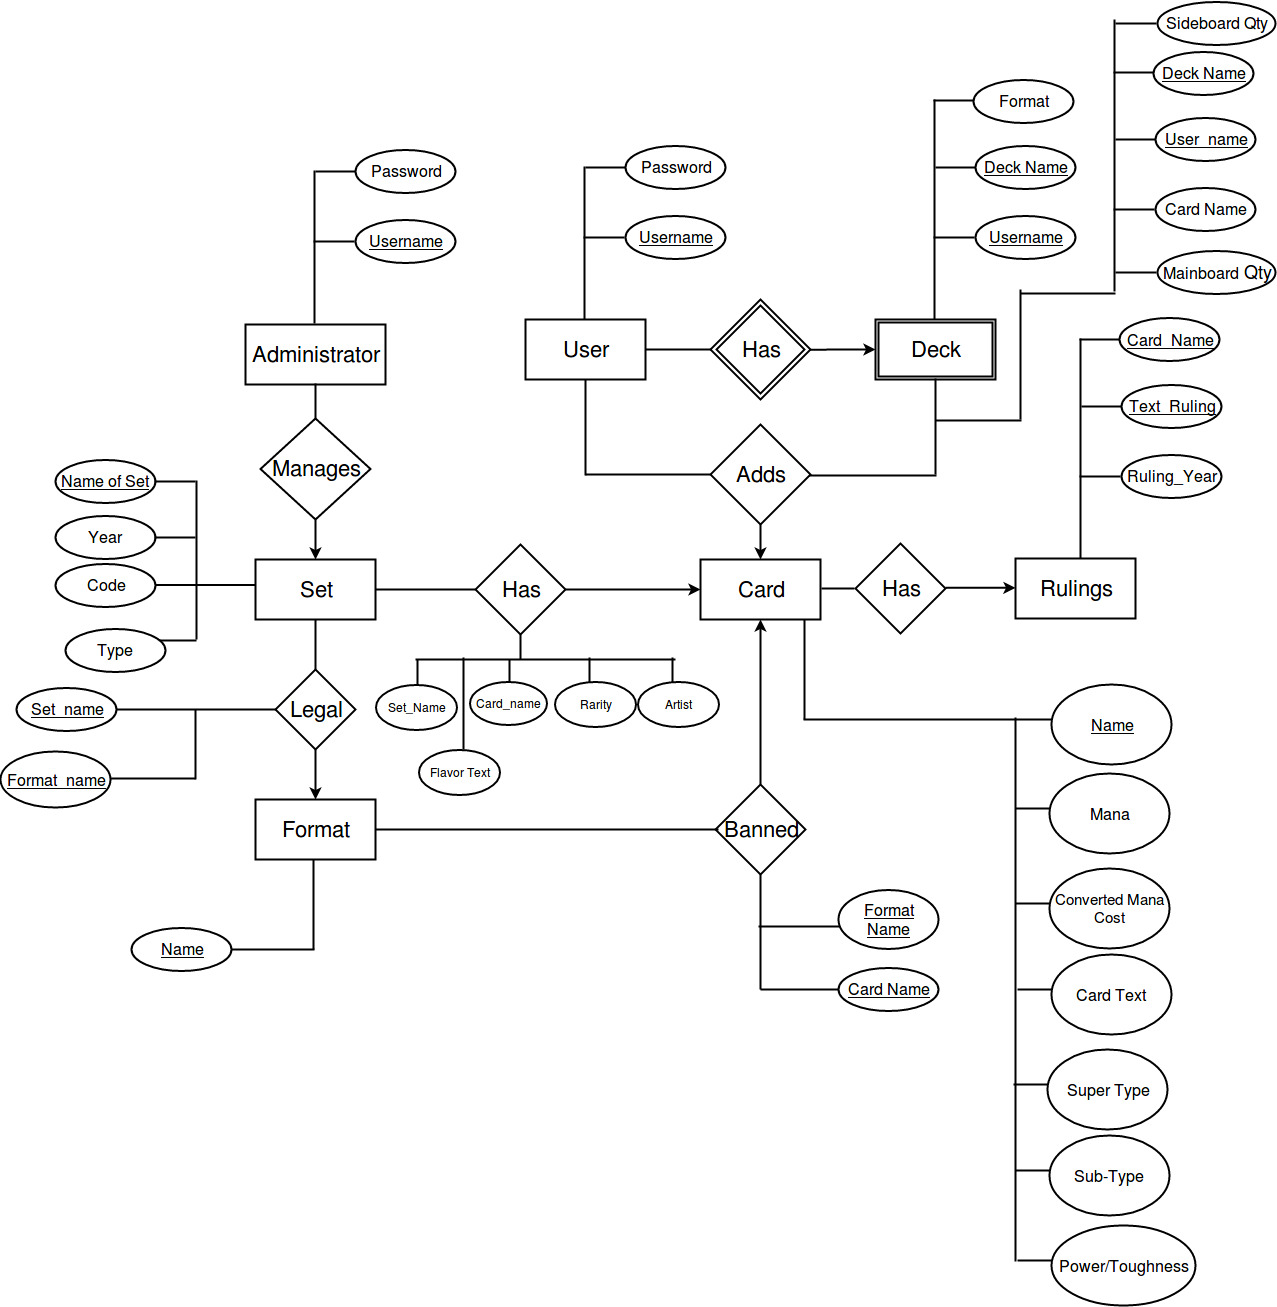 Sideboard Qty
Deck Name
User_name
Card Name
Mainboard Qty
Format
Deck Name
Username
Password
Username
Password
Username
Administrator
User
Has
Deck
Card_Name
Text_Ruling
Ruling_Year
Manages
Adds
Name of Set
Year
Code
Type
Set
Has
Card
Has
Rulings
Set_name
Format_name
Legal
Set_Name
Card_name
Rarity
Artist
Flavor Text
Format
Banned
Name
Format
Name
Card Name
Name
Mana
Converted Mana
Cost
Card Text
Super Type
Sub-Type
Power/Toughness